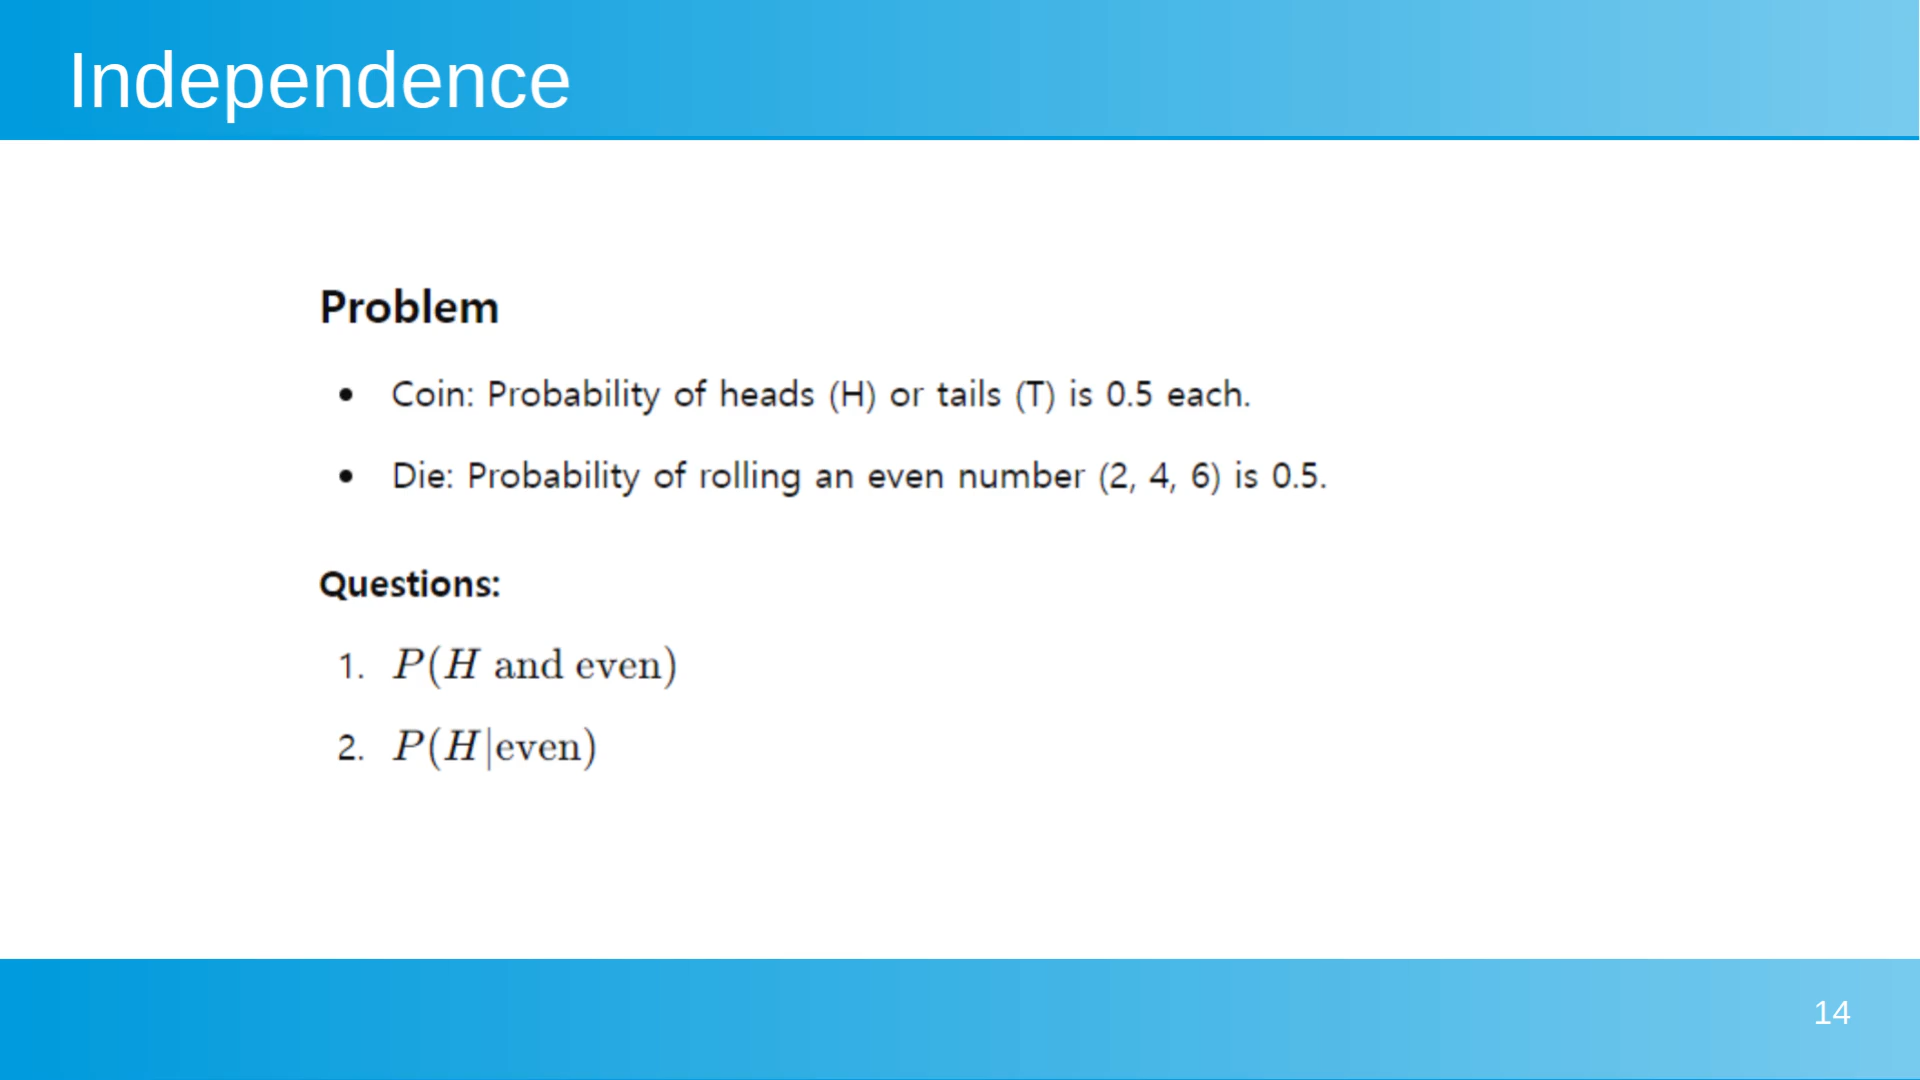 Independence
Problem
• Coin: Probability of heads (H) or tails (T) is 0.5 each.
• Die: Probability of rolling an even number (2, 4, 6) is 0.5.
Questions:
1. P(H and even)
2. P(H|even)
14